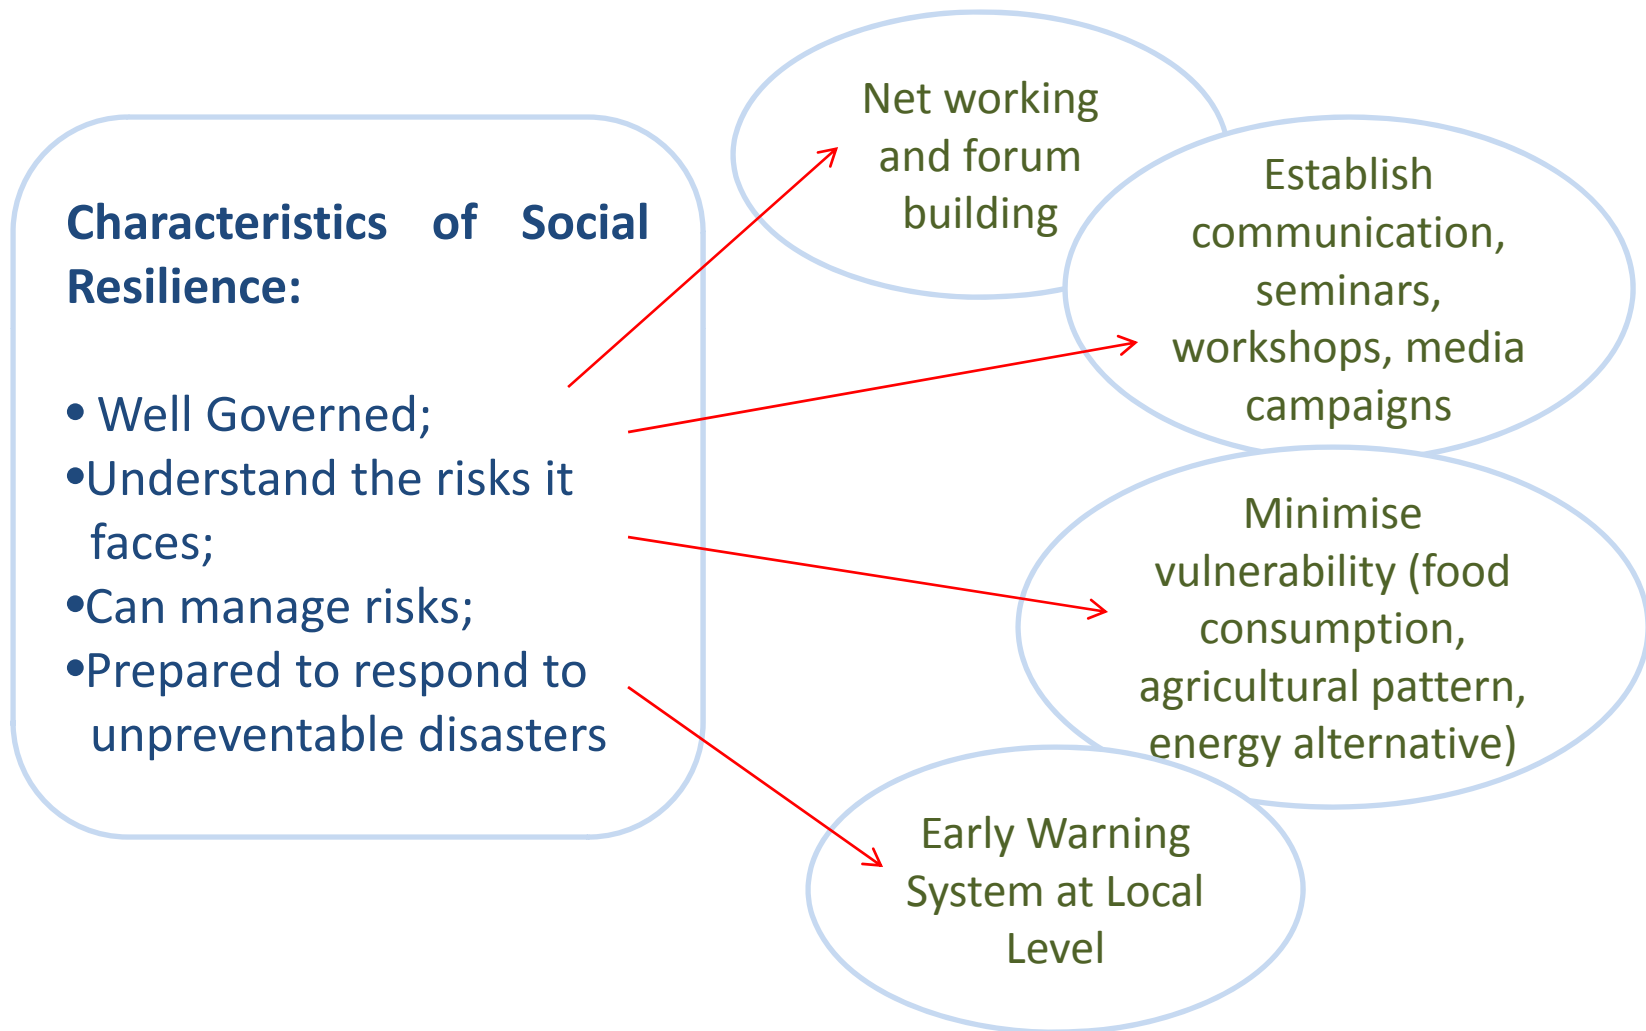 Characteristics of Social
Resilience:
• Well Governed;
•Understand the risks it
faces;
•Can manage risks;
•Prepared to respond to
unpreventable disasters
Net working
and forum
building
Establish
communication,
seminars,
workshops, media
campaigns
Minimise
vulnerability (food
consumption,
agricultural pattern,
energy alternative)
Early Warning
System at Local
Level